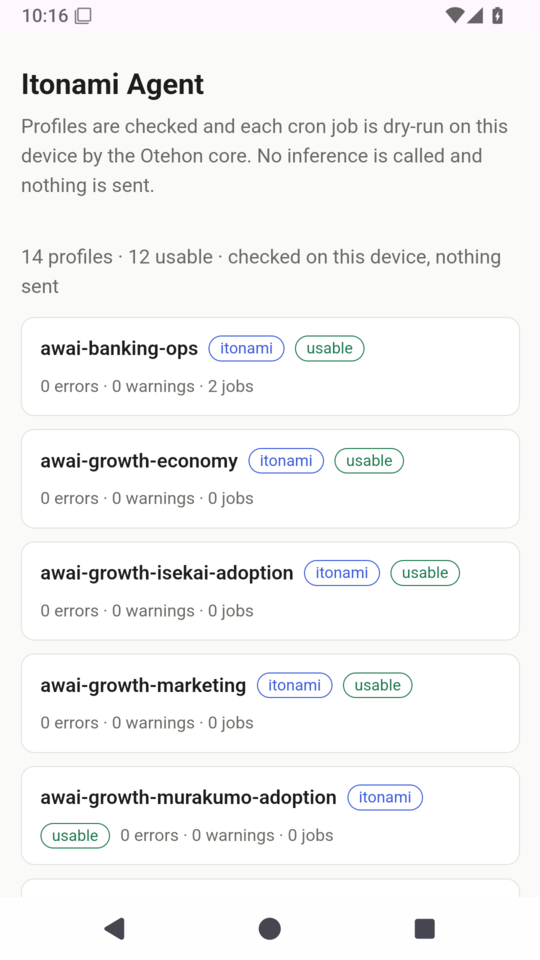 10:16
Itonami Agent
Profiles are checked and each cron job is dry-run on this
device by the Otehon core. No inference is called and
nothing is sent.
14 profiles · 12 usable · checked on this device, nothing
sent
awai-banking-ops itonami usable
0 errors · 0 warnings · 2 jobs
awai-growth-economy itonami usable
0 errors · 0 warnings · 0 jobs
awai-growth-isekai-adoption itonami usable
0 errors · 0 warnings · 0 jobs
awai-growth-marketing itonami usable
0 errors · 0 warnings · 0 jobs
awai-growth-murakumo-adoption itonami
usable 0 errors · 0 warnings · 0 jobs